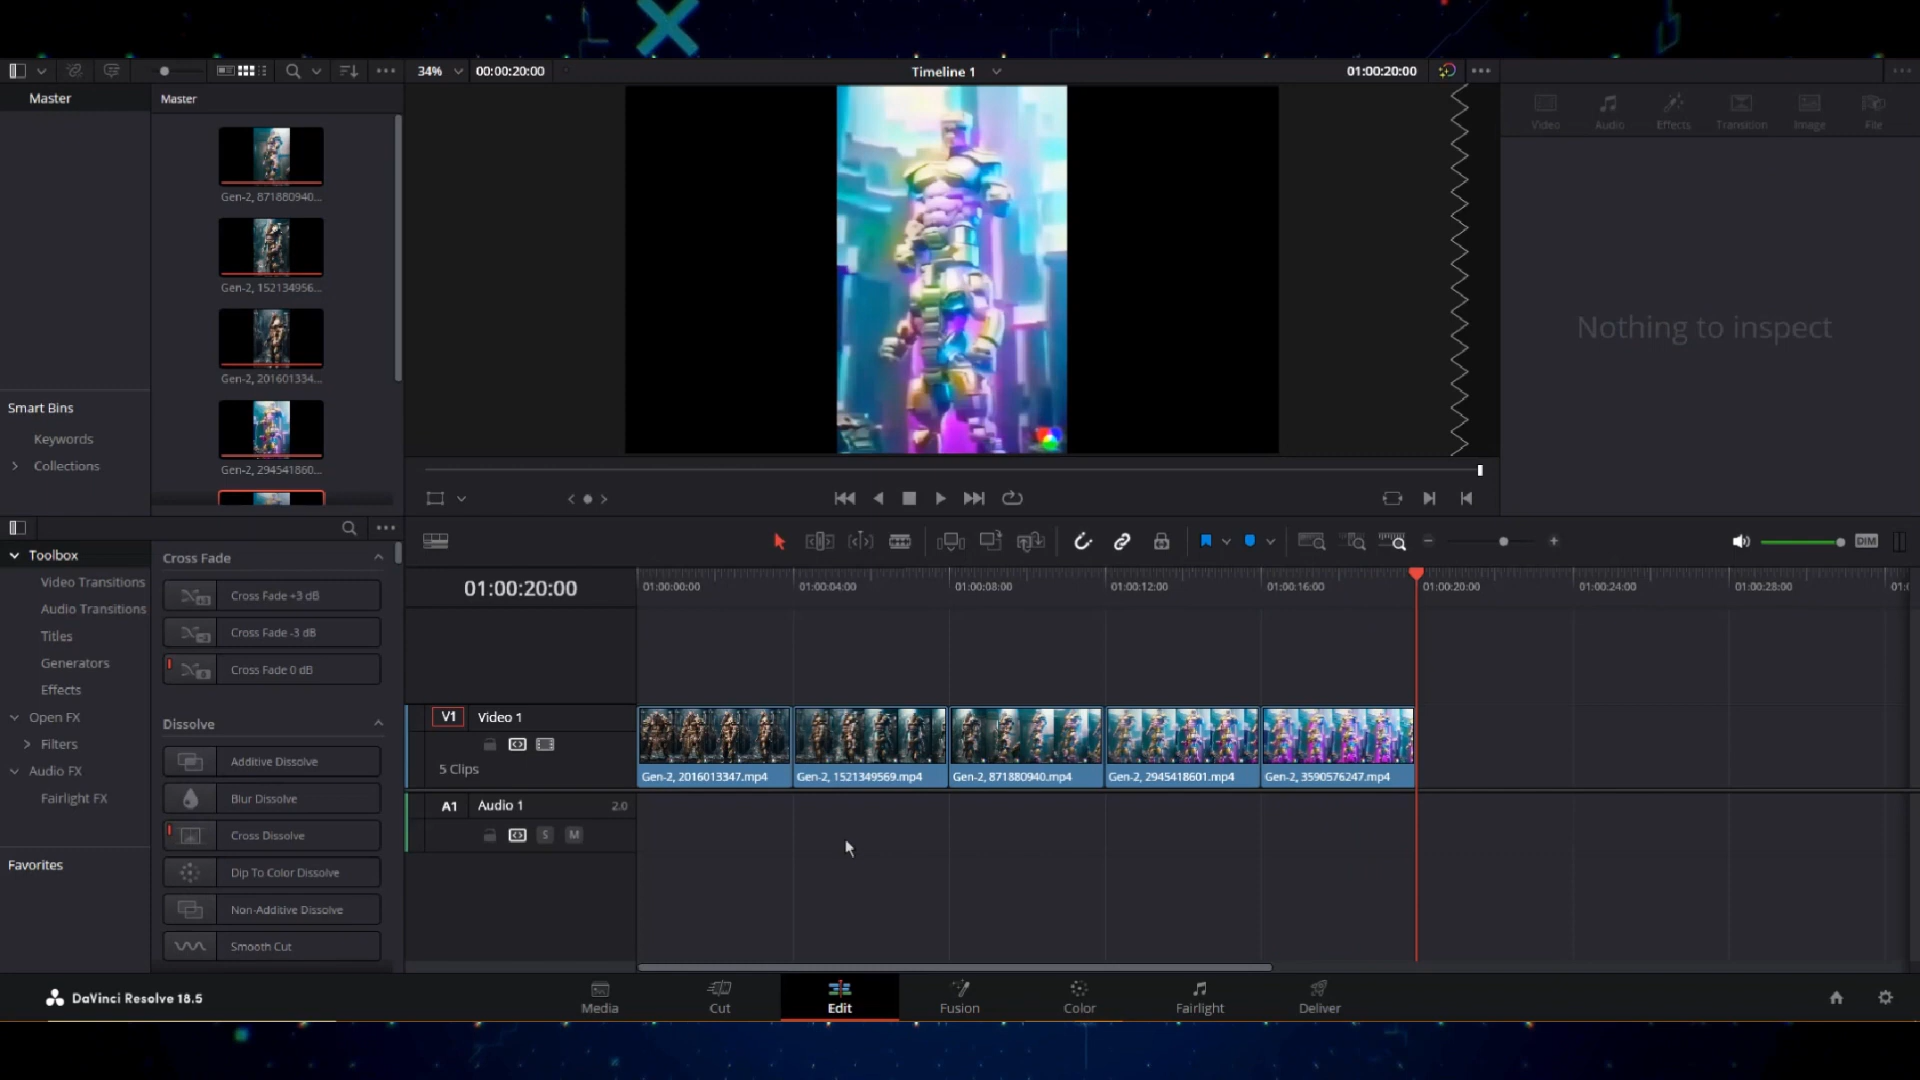 34%
00:00:20:00
Timeline 1
01:00:20:00
Master
Master
Video
Audio
Effects
Transition
Image
File
Gen-2, 871880940...
Gen-2, 152134956...
Gen-2, 201601334...
Gen-2, 294541860...
Nothing to inspect
Smart Bins
Keywords
Collections
Toolbox
Video Transitions
Audio Transitions
Titles
Generators
Effects
Open FX
Filters
Audio FX
Fairlight FX
Favorites
Cross Fade
Cross Fade +3 dB
Cross Fade -3 dB
Cross Fade 0 dB
Dissolve
Additive Dissolve
Blur Dissolve
Cross Dissolve
Dip To Color Dissolve
Non-Additive Dissolve
Smooth Cut
DIM
01:00:20:00
01:00:00:00
01:00:04:00
01:00:08:00
01:00:12:00
01:00:16:00
01:00:20:00
01:00:24:00
01:00:28:00
V1
Video 1
5 Clips
Gen-2, 2016013347.mp4
Gen-2, 1521349569.mp4
Gen-2, 871880940.mp4
Gen-2, 2945418601.mp4
Gen-2, 3590576247.mp4
A1
Audio 1
2.0
S
M
DaVinci Resolve 18.5
Media
Cut
Edit
Fusion
Color
Fairlight
Deliver